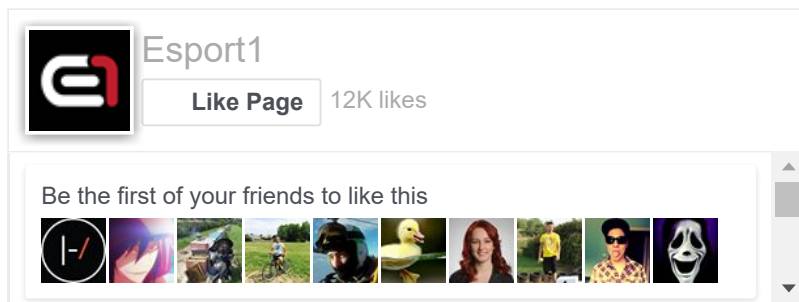 Esport1
Like Page
12K likes
Be the first of your friends to like this